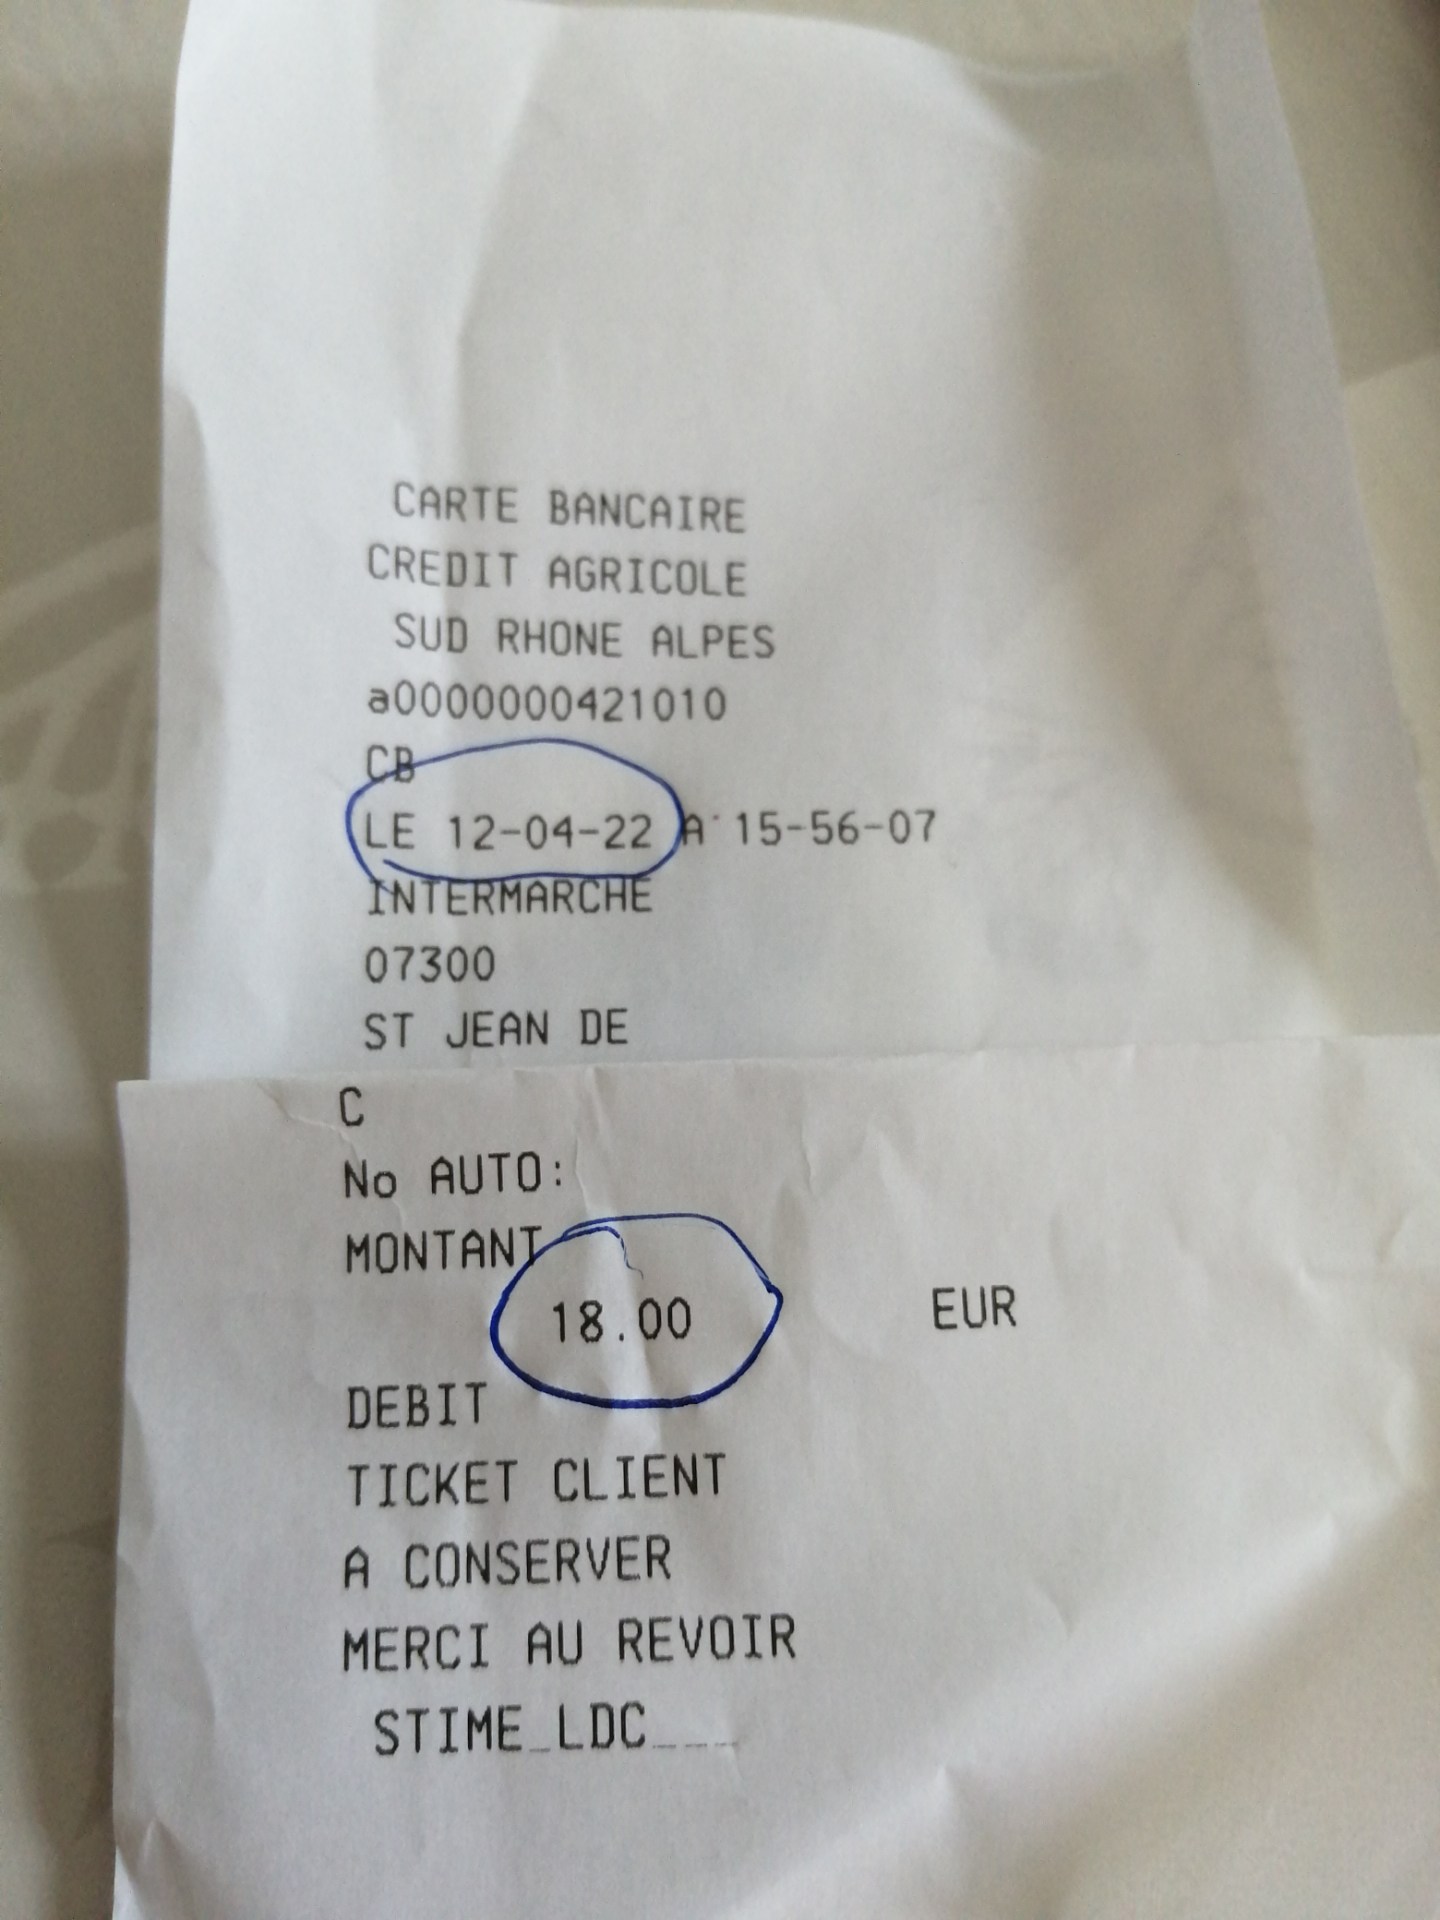 CARTE BANCAIRE
CREDIT AGRICOLE
SUD RHONE ALPES
a0000000421010
CB
LE 12-04-22 A 15-56-07
INTERMARCHE
07300
ST JEAN DE
C
No AUTO:
MONTANT
18.00 EUR
DEBIT
TICKET CLIENT
A CONSERVER
MERCI AU REVOIR
STIME_LDC___